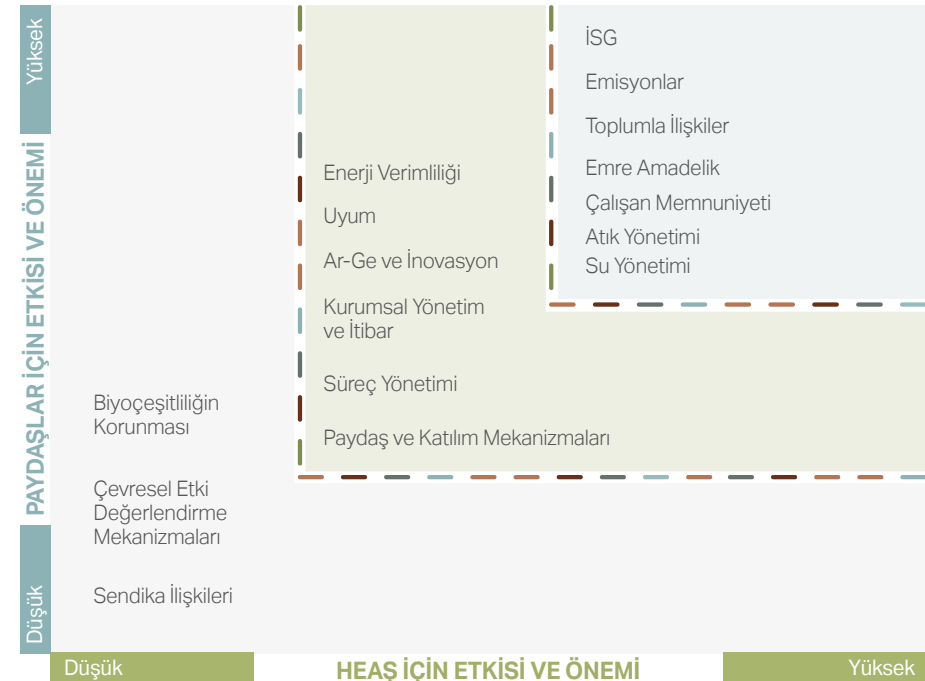 Yüksek
PAYDAŞLAR İÇİN ETKİSİ VE ÖNEMİ
Düşük
İSG
Emisyonlar
Toplumla İlişkiler
Emre Amadelik
Çalışan Memnuniyeti
Atık Yönetimi
Su Yönetimi
Enerji Verimliliği
Uyum
Ar-Ge ve İnovasyon
Kurumsal Yönetim
ve İtibar
Süreç Yönetimi
Paydaş ve Katılım Mekanizmaları
Biyoçeşitliliğin
Korunması
Çevresel Etki
Değerlendirme
Mekanizmaları
Sendika İlişkileri
Düşük
HEAŞ İÇİN ETKİSİ VE ÖNEMİ
Yüksek